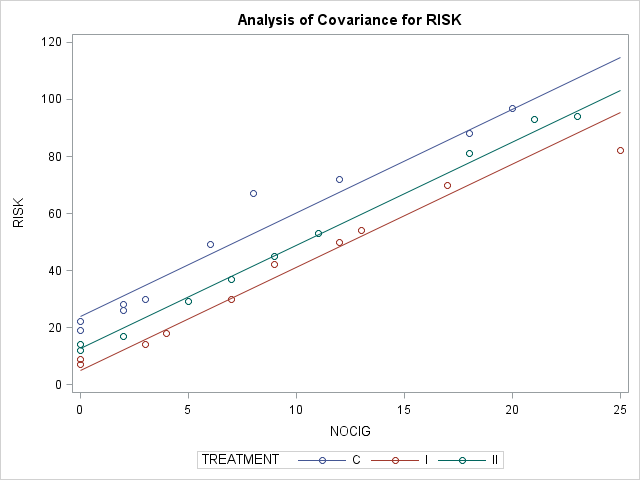 Analysis of Covariance for RISK
120
100
80
60
40
20
0
RISK
0 5 10 15 20 25
NOCIG
TREATMENT C I II